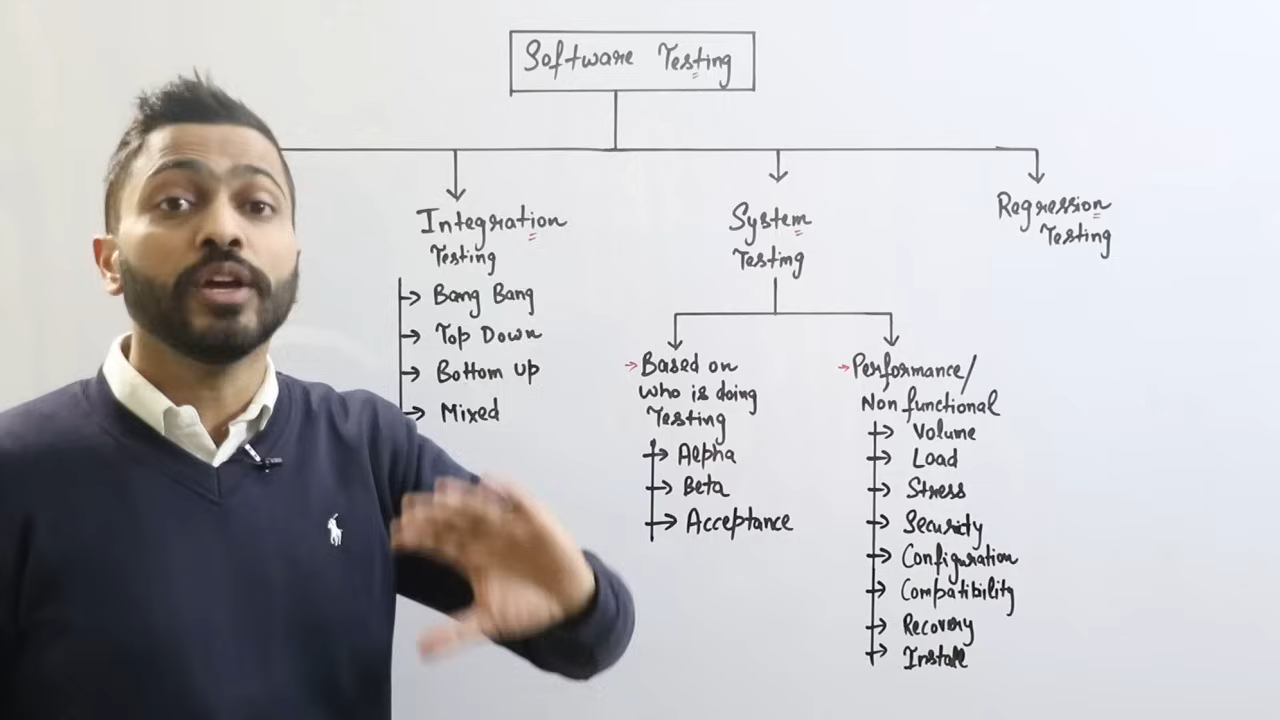 Software Testing
Integration
Testing
Bang Bang
Top Down
Bottom up
Mixed
System
Testing
Based on
who is doing
Testing
Alpha
Beta
Acceptance
Performance/
Non functional
Volume
Load
Stress
Security
Configuration
Compatibility
Recovery
Install
Regression
Testing